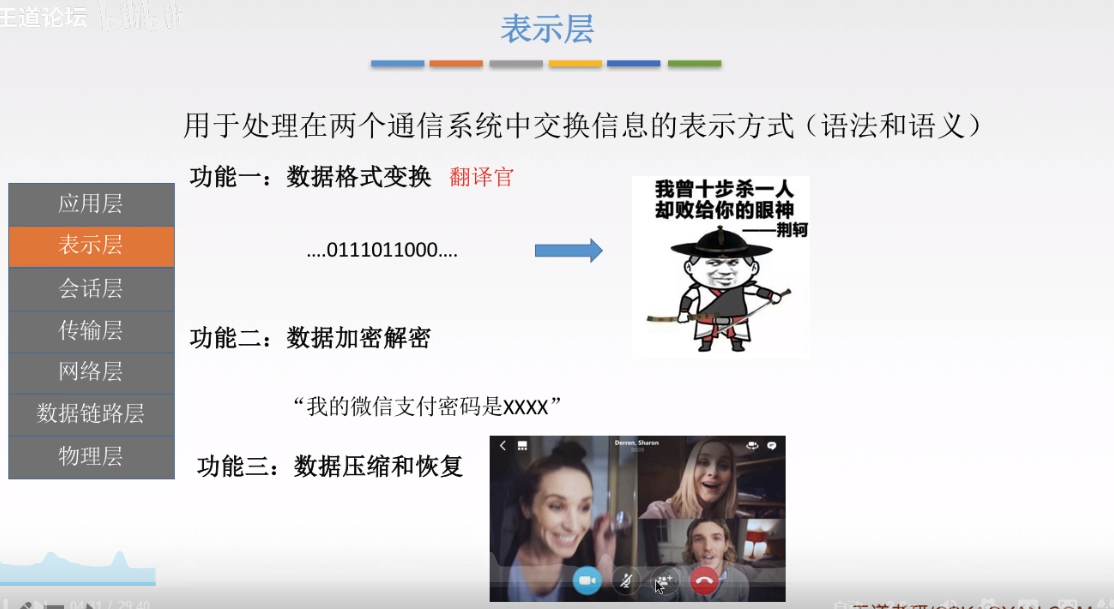 王道论坛
表示层
用于处理在两个通信系统中交换信息的表示方式（语法和语义）
功能一：数据格式变换 翻译官
应用层
表示层
会话层
传输层
网络层
数据链路层
物理层
....0111011000....
我曾十步杀一人
却败给你的眼神
——荆轲
功能二：数据加密解密
“我的微信支付密码是XXXX”
功能三：数据压缩和恢复
Derren, Sharon
04:31 / 29:40